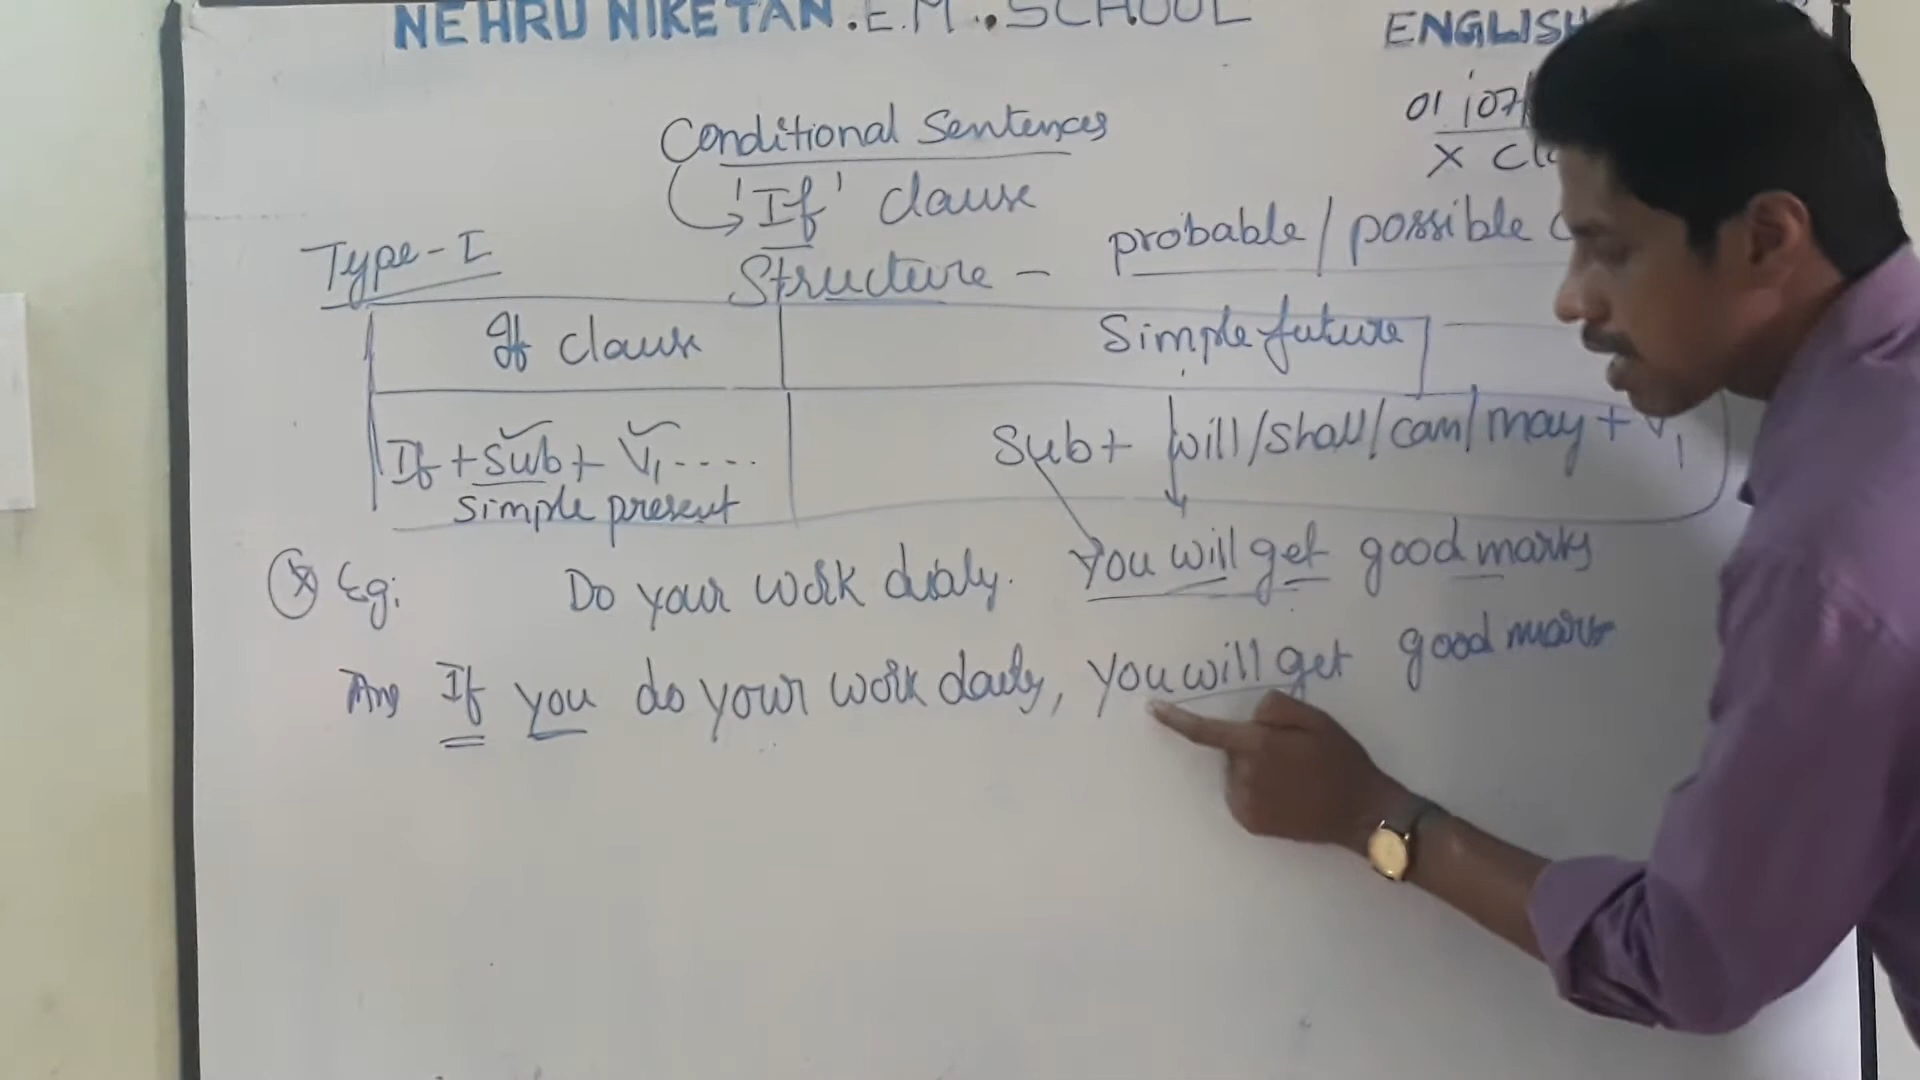 NEHRU NIKETAN . E.M.. SCHOOL
ENGLISH
01/07/
X Cla
Conditional Sentences
'If' clause
Type-I
Structure - probable/possible
If clause Simple future
If + Sub + V1 .... Sub + will/shall/can/may + V1
Simple present
Eg: Do your work dialy. You will get good marks
Ans If you do your work daily, you will get good marks